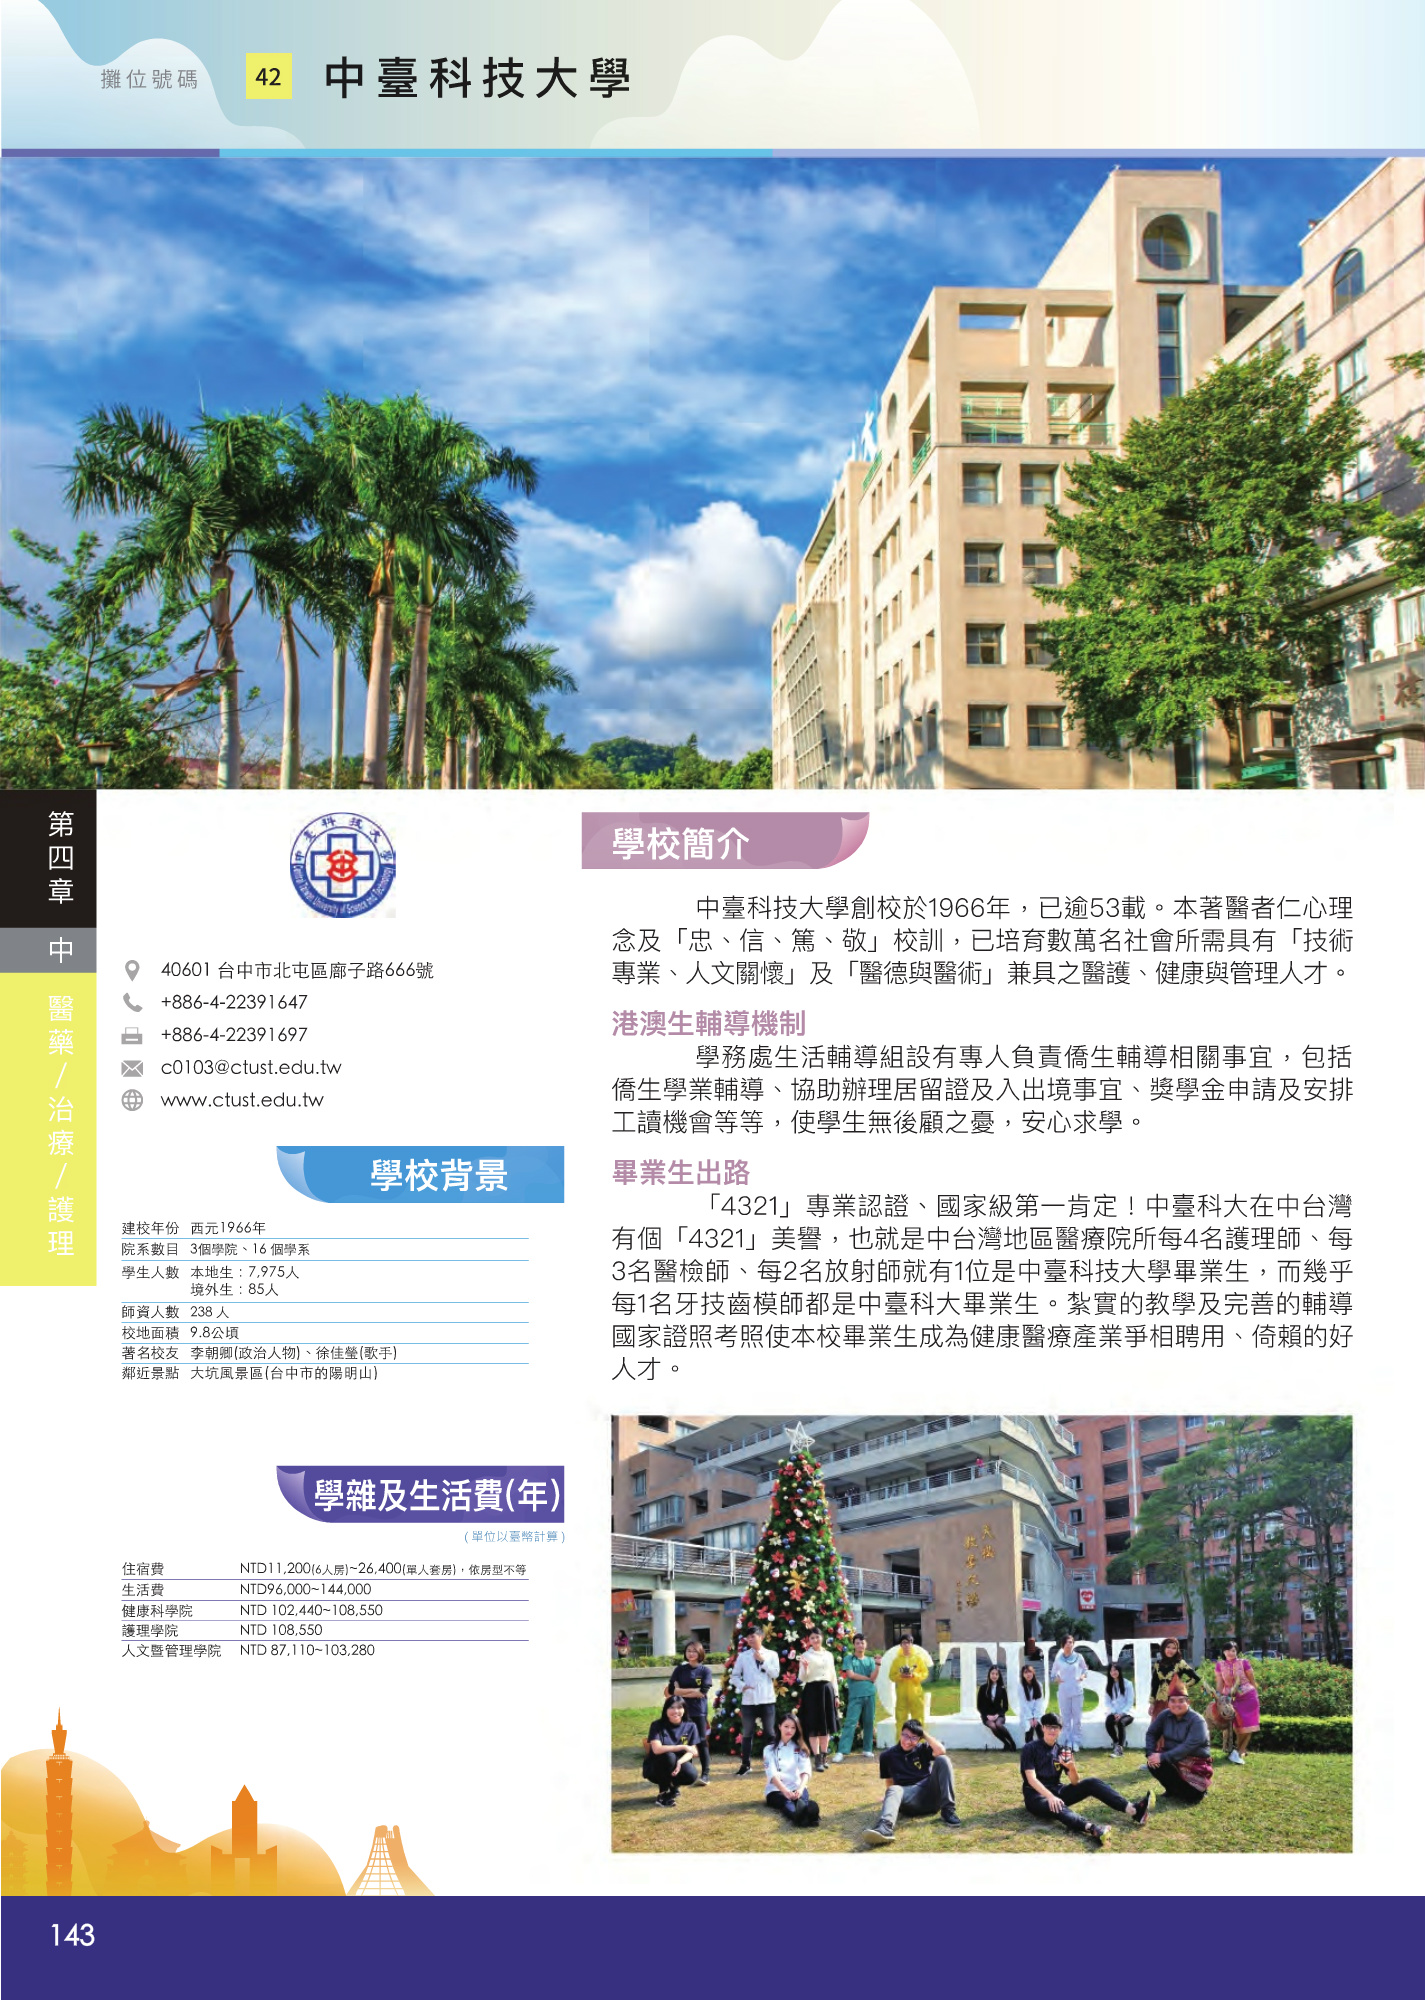 攤位號碼 42 中臺科技大學
第四章
中
醫藥/治療/護理
中臺科技大學
Central Taiwan University of Science and Technology
40601 台中市北屯區廍子路666號
+886-4-22391647
+886-4-22391697
c0103@ctust.edu.tw
www.ctust.edu.tw
學校背景
建校年份 西元1966年
院系數目 3個學院、16 個學系
學生人數 本地生：7,975人
境外生：85人
師資人數 238 人
校地面積 9.8公頃
著名校友 李朝卿(政治人物)、徐佳瑩(歌手)
鄰近景點 大坑風景區(台中市的陽明山)
學雜及生活費(年)
(單位以臺幣計算)
住宿費 NTD11,200(6人房)~26,400(單人套房)，依房型不等
生活費 NTD96,000~144,000
健康科學院 NTD 102,440~108,550
護理學院 NTD 108,550
人文暨管理學院 NTD 87,110~103,280
學校簡介
中臺科技大學創校於1966年，已逾53載。本著醫者仁心理
念及「忠、信、篤、敬」校訓，已培育數萬名社會所需具有「技術
專業、人文關懷」及「醫德與醫術」兼具之醫護、健康與管理人才。
港澳生輔導機制
學務處生活輔導組設有專人負責僑生輔導相關事宜，包括
僑生學業輔導、協助辦理居留證及入出境事宜、獎學金申請及安排
工讀機會等等，使學生無後顧之憂，安心求學。
畢業生出路
「4321」專業認證、國家級第一肯定！中臺科大在中台灣
有個「4321」美譽，也就是中台灣地區醫療院所每4名護理師、每
3名醫檢師、每2名放射師就有1位是中臺科技大學畢業生，而幾乎
每1名牙技齒模師都是中臺科大畢業生。紮實的教學及完善的輔導
國家證照考照使本校畢業生成為健康醫療產業爭相聘用、倚賴的好
人才。
CTUST
143